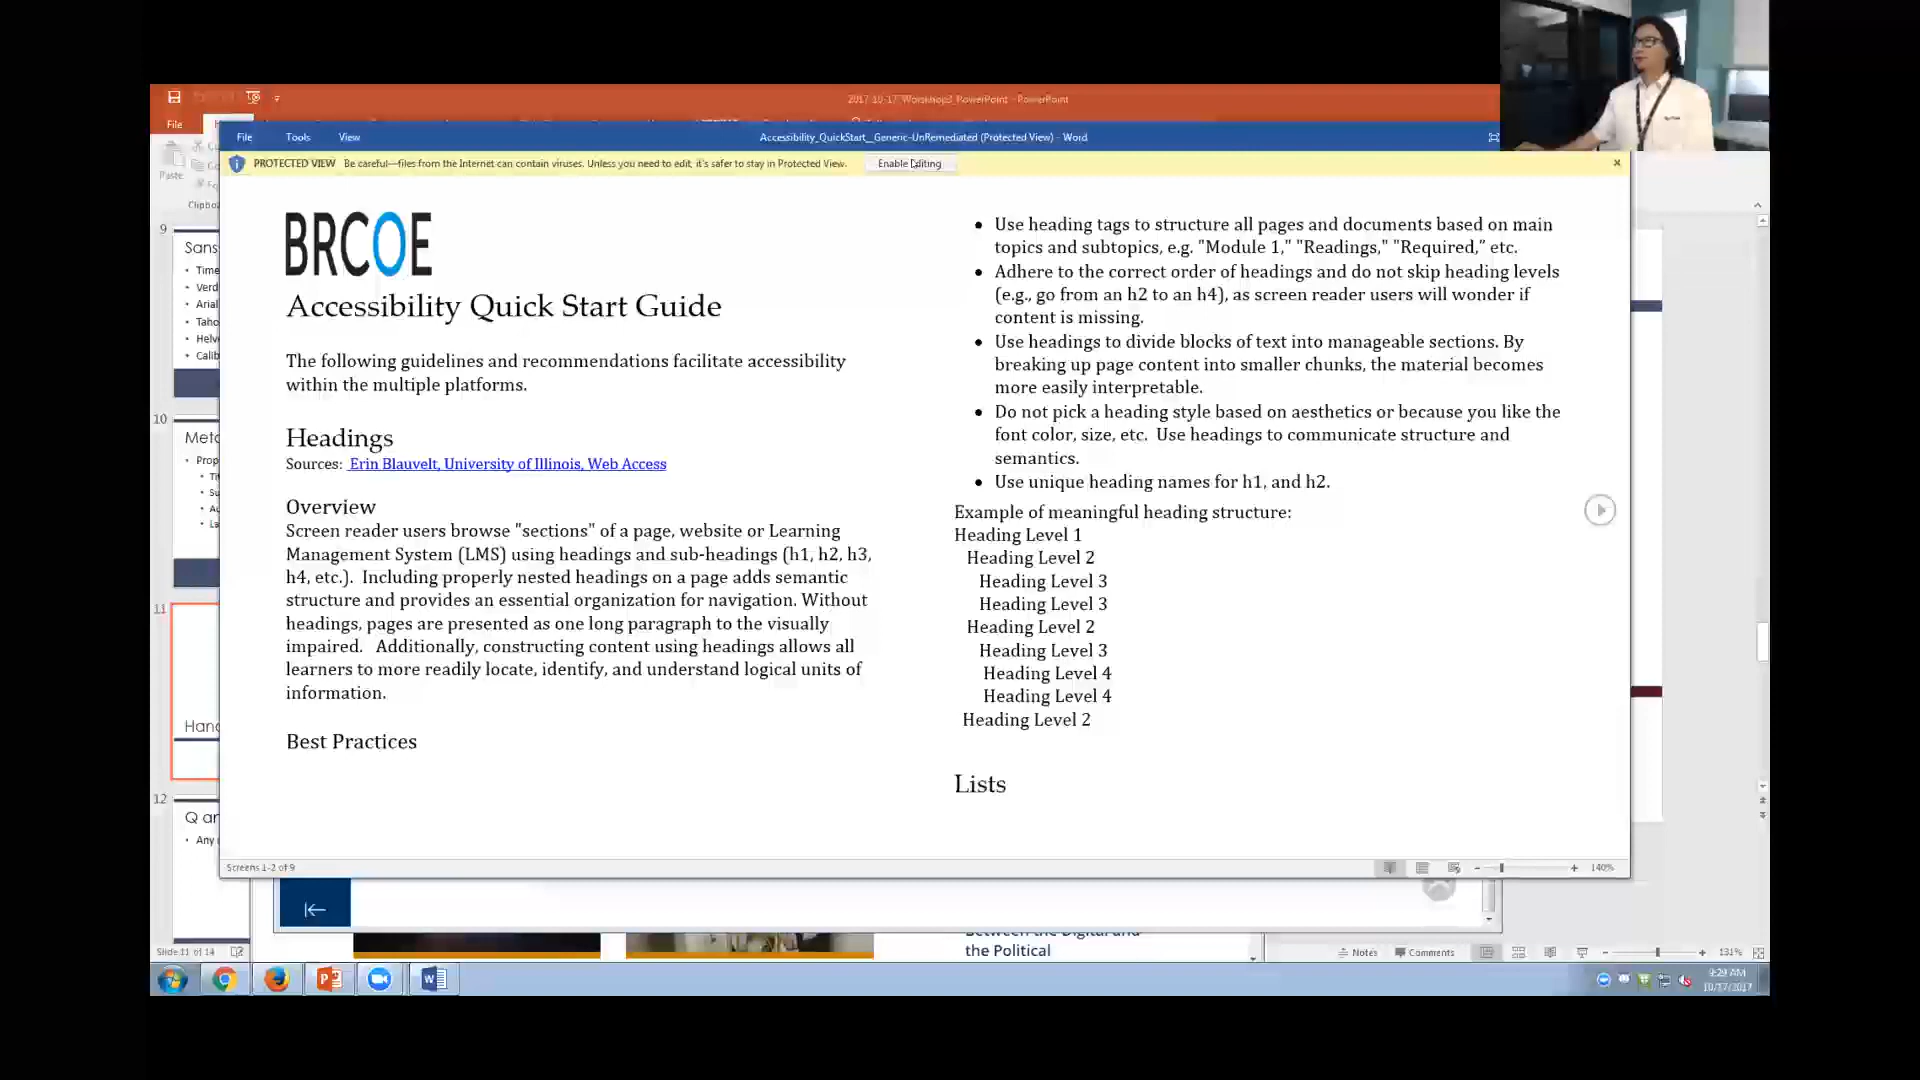 2017-10-17_Workshop3_PowerPoint - PowerPoint
File
File Tools View
Accessibility_QuickStart_Generic-UnRemediated (Protected View) - Word
PROTECTED VIEW Be careful—files from the Internet can contain viruses. Unless you need to edit, it's safer to stay in Protected View. Enable Editing
Paste
9
Sans
• Time
• Verd
• Arial
• Taho
• Helv
• Calib
10
Meta
• Prop
11
Hand
12
Q an
Slide 11 of 14
BRCOE
Accessibility Quick Start Guide
The following guidelines and recommendations facilitate accessibility
within the multiple platforms.
Headings
Sources: Erin Blauvelt, University of Illinois, Web Access
Overview
Screen reader users browse "sections" of a page, website or Learning
Management System (LMS) using headings and sub-headings (h1, h2, h3,
h4, etc.). Including properly nested headings on a page adds semantic
structure and provides an essential organization for navigation. Without
headings, pages are presented as one long paragraph to the visually
impaired. Additionally, constructing content using headings allows all
learners to more readily locate, identify, and understand logical units of
information.
Best Practices
• Use heading tags to structure all pages and documents based on main
topics and subtopics, e.g. "Module 1," "Readings," "Required," etc.
• Adhere to the correct order of headings and do not skip heading levels
(e.g., go from an h2 to an h4), as screen reader users will wonder if
content is missing.
• Use headings to divide blocks of text into manageable sections. By
breaking up page content into smaller chunks, the material becomes
more easily interpretable.
• Do not pick a heading style based on aesthetics or because you like the
font color, size, etc. Use headings to communicate structure and
semantics.
• Use unique heading names for h1, and h2.
Example of meaningful heading structure:
Heading Level 1
Heading Level 2
Heading Level 3
Heading Level 3
Heading Level 2
Heading Level 3
Heading Level 4
Heading Level 4
Heading Level 2
Lists
Screens 1-2 of 9
140%
the Political
Notes Comments 131%
9:29 AM
10/17/2017